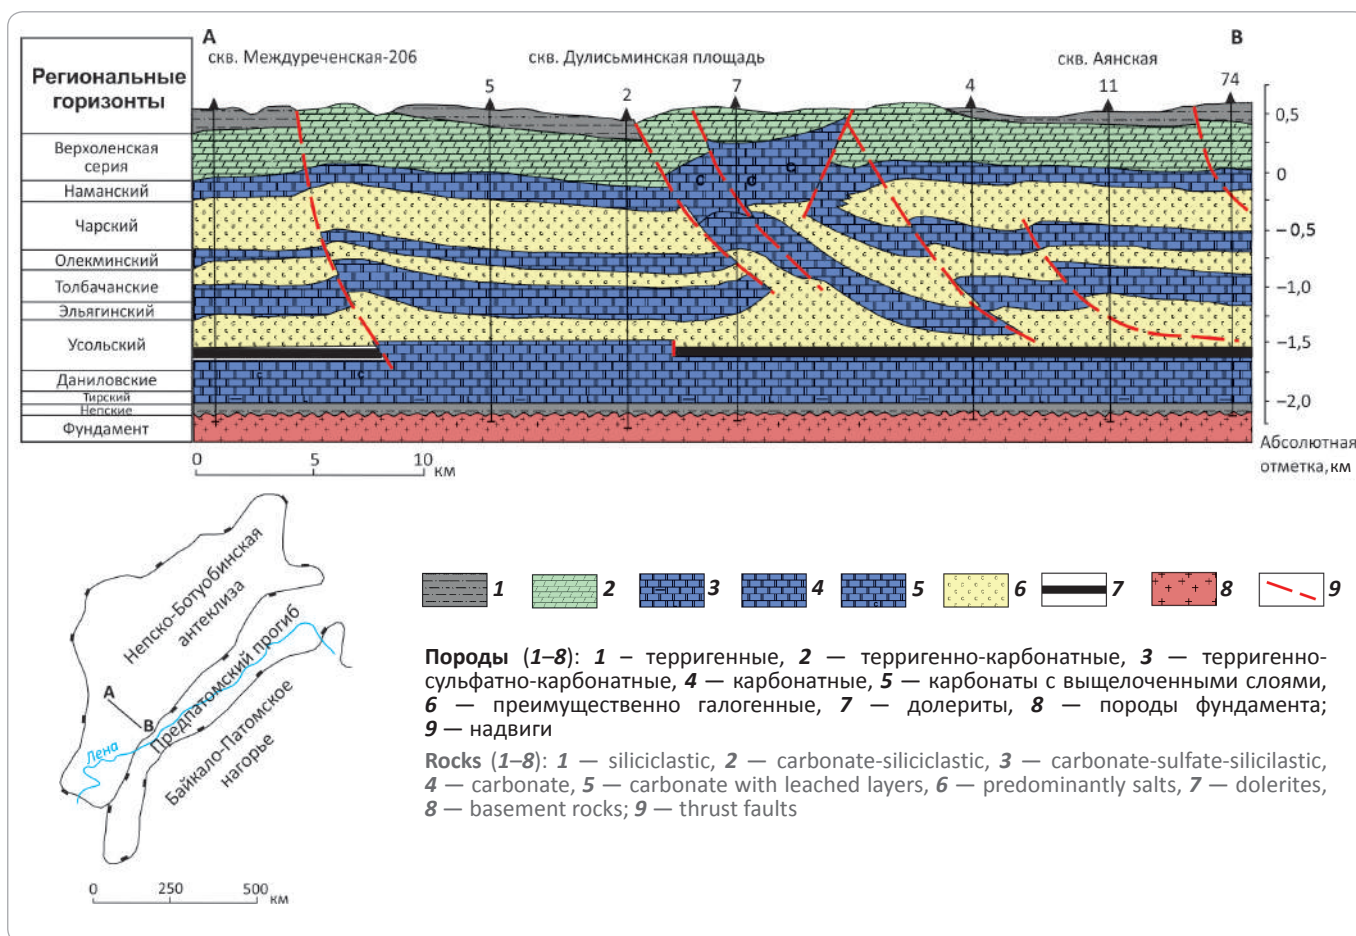 A
B
скв. Междуреченская-206
скв. Дулисьминская площадь
скв. Аянская
5
2
7
4
11
74
Региональные
горизонты
Верхоленская
серия
Наманский
Чарский
Олекминский
Толбачанские
Эльягинский
Усольский
Даниловские
Тирский
Непские
Фундамент
0,5
0
−0,5
−1,0
−1,5
−2,0
Абсолютная
отметка, км
C
C
C
c
c
0
5
10
км
Непско-Ботуобинская
антеклиза
Предпатомский прогиб
Байкало-Патомское
нагорье
Лена
A
B
0
250
500
км
1
2
3
4
5
6
7
8
9
Породы (1–8): 1 – терригенные, 2 — терригенно-карбонатные, 3 — терригенно-
сульфатно-карбонатные, 4 — карбонатные, 5 — карбонаты с выщелоченными слоями,
6 — преимущественно галогенные, 7 — долериты, 8 — породы фундамента;
9 — надвиги
Rocks (1–8): 1 — siliciclastic, 2 — carbonate-siliciclastic, 3 — carbonate-sulfate-silicilastic,
4 — carbonate, 5 — carbonate with leached layers, 6 — predominantly salts, 7 — dolerites,
8 — basement rocks; 9 — thrust faults